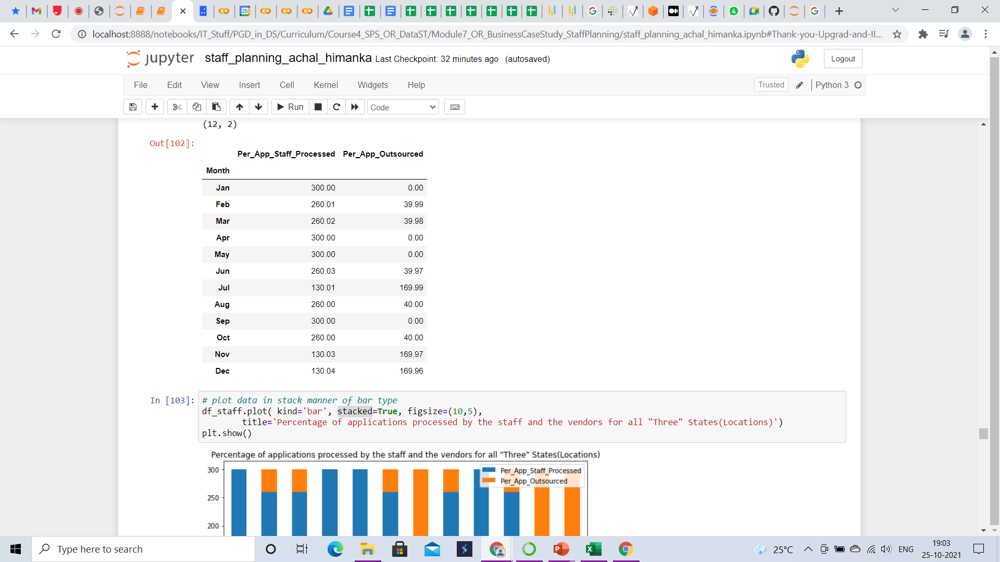 localhost:8888/notebooks/IT_Stuff/PGD_in_DS/Curriculum/Course4_SPS_OR_DataST/Module7_OR_BusinessCaseStudy_StaffPlanning/staff_planning_achal_himanka.ipynb#Thank-you-Upgrad-and-II...
jupyter staff_planning_achal_himanka Last Checkpoint: 32 minutes ago (autosaved) Logout
File Edit View Insert Cell Kernel Widgets Help Trusted Python 3
Run Code
(12, 2)
Out[102]:
Per_App_Staff_Processed Per_App_Outsourced
Month
Jan 300.00 0.00
Feb 260.01 39.99
Mar 260.02 39.98
Apr 300.00 0.00
May 300.00 0.00
Jun 260.03 39.97
Jul 130.01 169.99
Aug 260.00 40.00
Sep 300.00 0.00
Oct 260.00 40.00
Nov 130.03 169.97
Dec 130.04 169.96
In [103]: # plot data in stack manner of bar type
df_staff.plot( kind='bar', stacked=True, figsize=(10,5),
title='Percentage of applications processed by the staff and the vendors for all "Three" States(Locations)')
plt.show()
Percentage of applications processed by the staff and the vendors for all "Three" States(Locations)
300
Per_App_Staff_Processed
Per_App_Outsourced
250
200
Type here to search
25°C ENG 19:03
25-10-2021